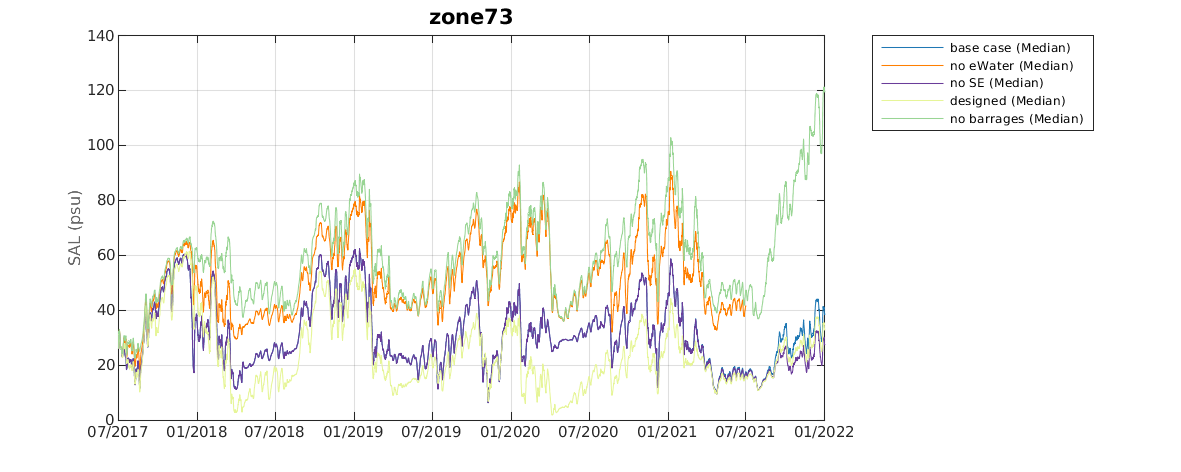 zone73
140
120
100
80
60
40
20
0
SAL (psu)
07/2017 01/2018 07/2018 01/2019 07/2019 01/2020 07/2020 01/2021 07/2021 01/2022
base case (Median)
no eWater (Median)
no SE (Median)
designed (Median)
no barrages (Median)